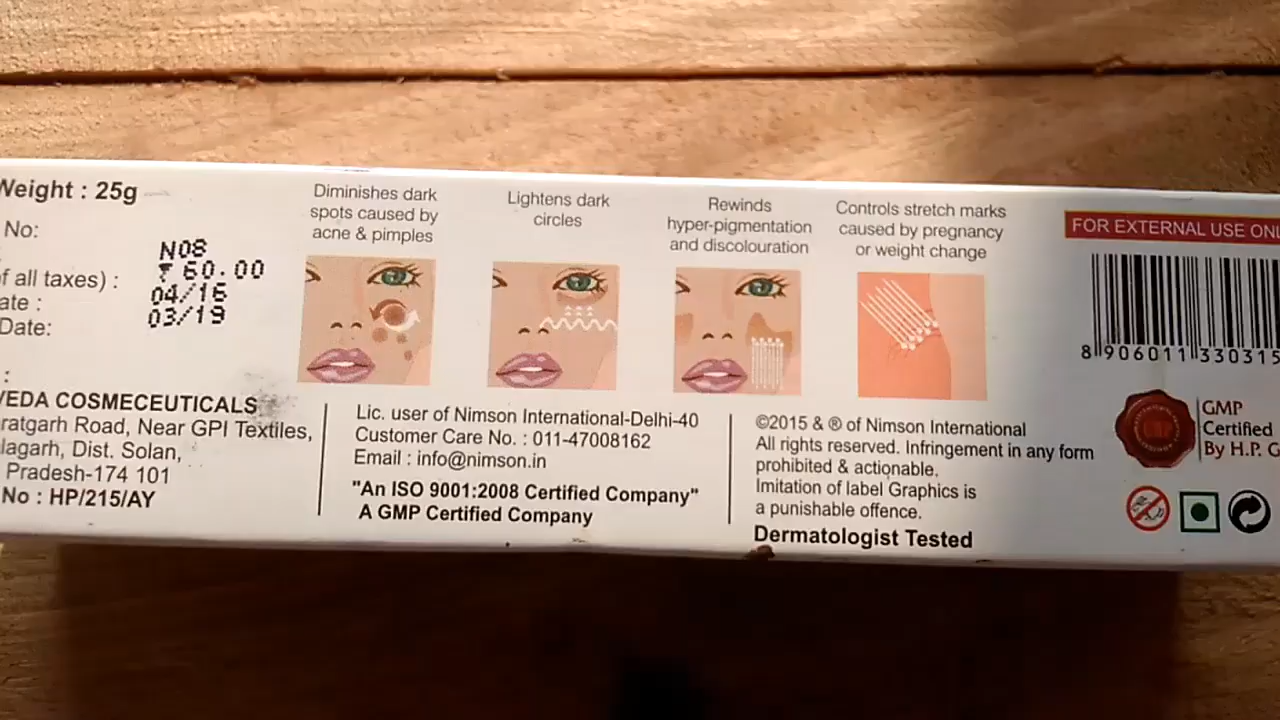 Weight : 25g
No:
of all taxes) :
ate :
Date:
:
N08
₹ 60.00
04/16
03/19
VEDA COSMECEUTICALS
ratgarh Road, Near GPI Textiles,
lagarh, Dist. Solan,
Pradesh-174 101
No : HP/215/AY
Diminishes dark
spots caused by
acne & pimples
Lightens dark
circles
Rewinds
hyper-pigmentation
and discolouration
Controls stretch marks
caused by pregnancy
or weight change
Lic. user of Nimson International-Delhi-40
Customer Care No. : 011-47008162
Email : info@nimson.in
"An ISO 9001:2008 Certified Company"
A GMP Certified Company
©2015 & ® of Nimson International
All rights reserved. Infringement in any form
prohibited & actionable.
Imitation of label Graphics is
a punishable offence.
Dermatologist Tested
FOR EXTERNAL USE ONL
8 906011 330315
GMP
Certified
By H.P. G